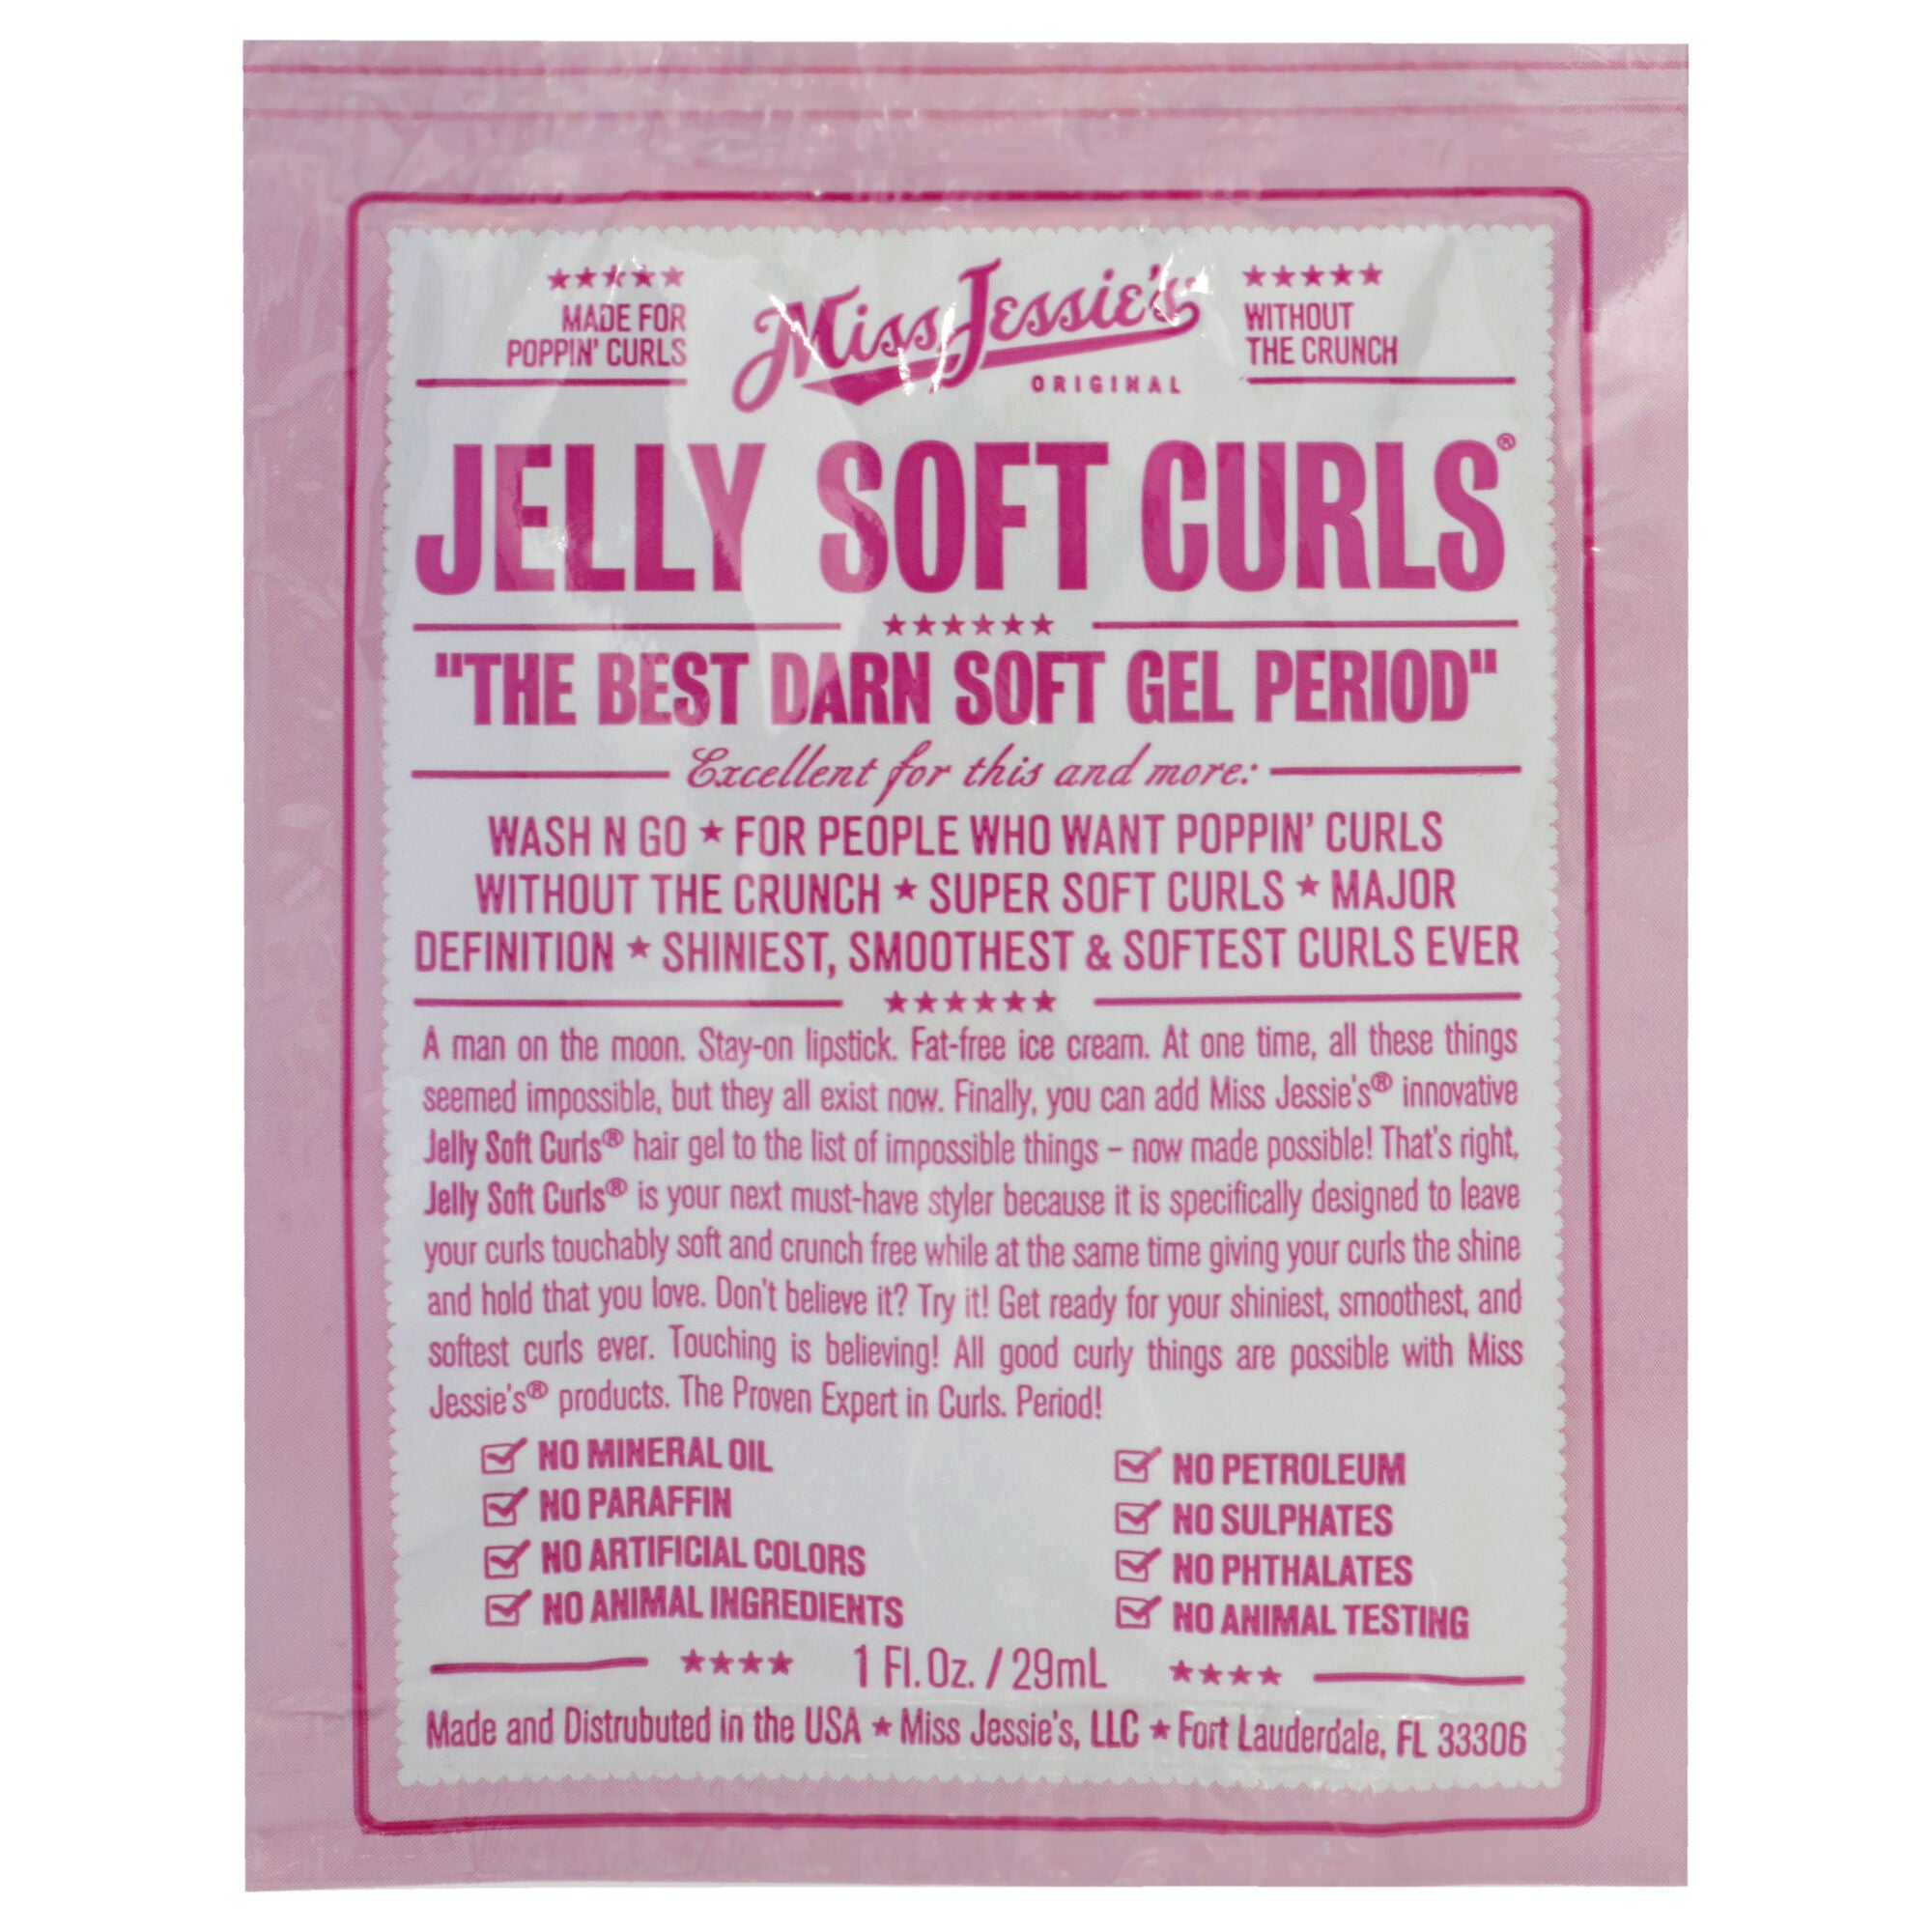 ★★★★★
MADE FOR
POPPIN' CURLS
Miss Jessie's
ORIGINAL
★★★★★
WITHOUT
THE CRUNCH
JELLY SOFT CURLS®
★★★★★★
"THE BEST DARN SOFT GEL PERIOD"
Excellent for this and more:
WASH N GO ★ FOR PEOPLE WHO WANT POPPIN' CURLS
WITHOUT THE CRUNCH ★ SUPER SOFT CURLS ★ MAJOR
DEFINITION ★ SHINIEST, SMOOTHEST & SOFTEST CURLS EVER
★★★★★★
A man on the moon. Stay-on lipstick. Fat-free ice cream. At one time, all these things
seemed impossible, but they all exist now. Finally, you can add Miss Jessie's® innovative
Jelly Soft Curls® hair gel to the list of impossible things – now made possible! That's right,
Jelly Soft Curls® is your next must-have styler because it is specifically designed to leave
your curls touchably soft and crunch free while at the same time giving your curls the shine
and hold that you love. Don't believe it? Try it! Get ready for your shiniest, smoothest, and
softest curls ever. Touching is believing! All good curly things are possible with Miss
Jessie's® products. The Proven Expert in Curls. Period!
NO MINERAL OIL
NO PARAFFIN
NO ARTIFICIAL COLORS
NO ANIMAL INGREDIENTS
NO PETROLEUM
NO SULPHATES
NO PHTHALATES
NO ANIMAL TESTING
★★★★ 1 Fl. Oz. / 29mL ★★★★
Made and Distrubuted in the USA ★ Miss Jessie's, LLC ★ Fort Lauderdale, FL 33306